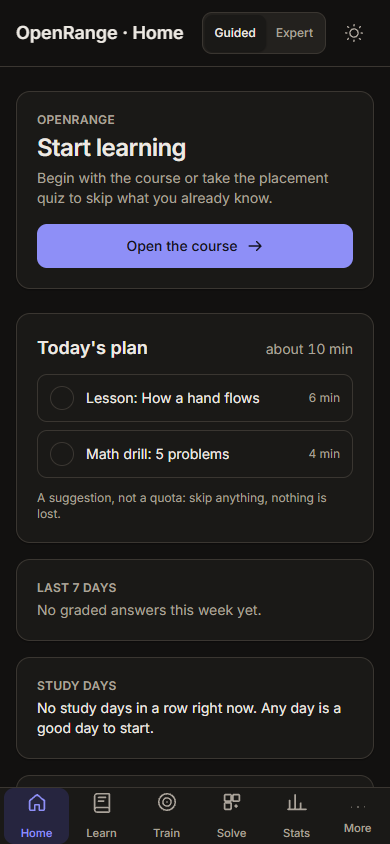 OpenRange · Home
Guided
Expert
OPENRANGE
Start learning
Begin with the course or take the placement
quiz to skip what you already know.
Open the course →
Today's plan
about 10 min
Lesson: How a hand flows
6 min
Math drill: 5 problems
4 min
A suggestion, not a quota: skip anything, nothing is
lost.
LAST 7 DAYS
No graded answers this week yet.
STUDY DAYS
No study days in a row right now. Any day is a
good day to start.
Home
Learn
Train
Solve
Stats
More